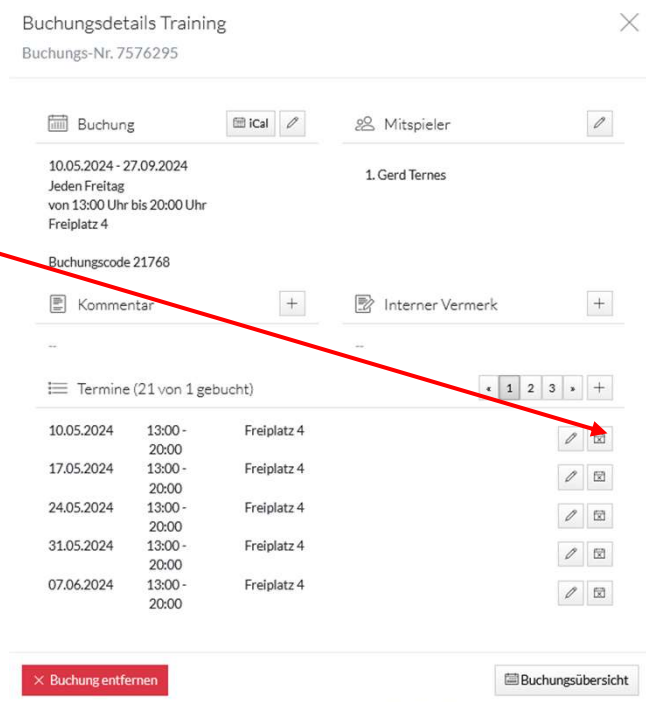 Buchungsdetails Training
Buchungs-Nr. 7576295
Buchung
iCal
Mitspieler
10.05.2024 - 27.09.2024
Jeden Freitag
von 13:00 Uhr bis 20:00 Uhr
Freiplatz 4
Buchungscode 21768
1. Gerd Ternes
Kommentar
+
Interner Vermerk
+
--
--
Termine (21 von 1 gebucht)
« 1 2 3 » +
10.05.2024 13:00 - Freiplatz 4
20:00
17.05.2024 13:00 - Freiplatz 4
20:00
24.05.2024 13:00 - Freiplatz 4
20:00
31.05.2024 13:00 - Freiplatz 4
20:00
07.06.2024 13:00 - Freiplatz 4
20:00
× Buchung entfernen
Buchungsübersicht